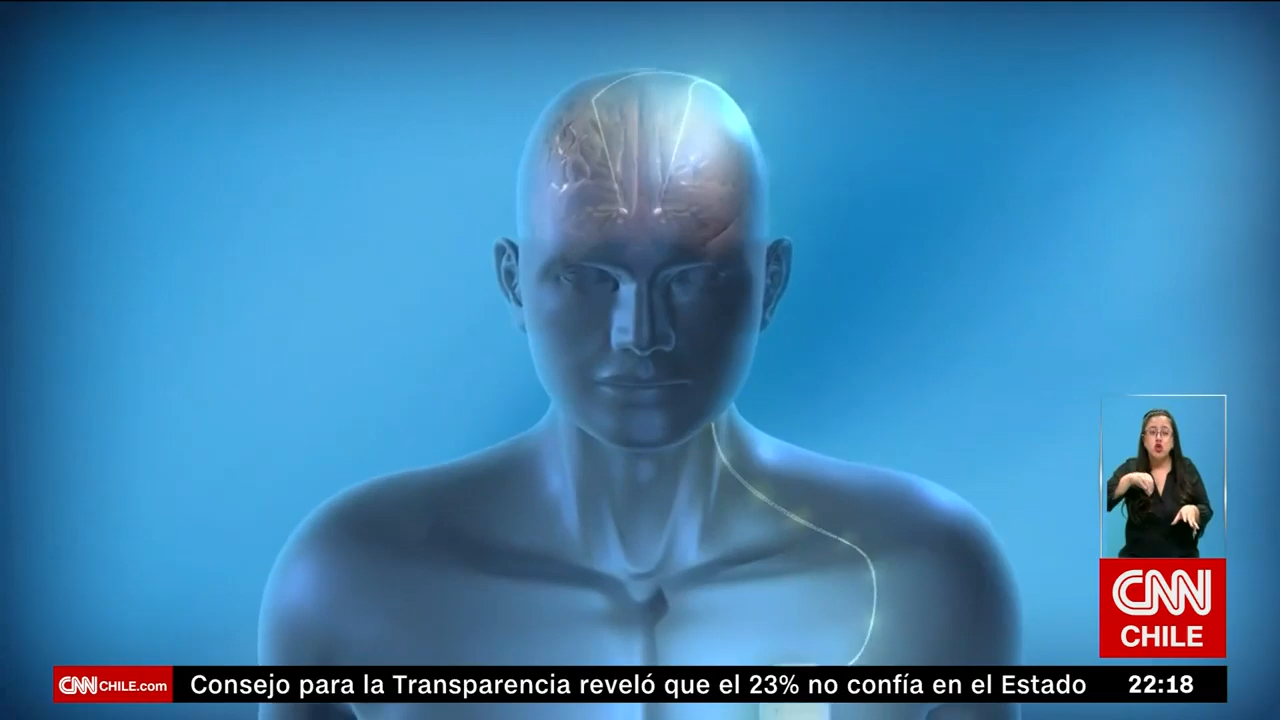 CNN
CHILE
CNNCHILE.com Consejo para la Transparencia reveló que el 23% no confía en el Estado 22:18